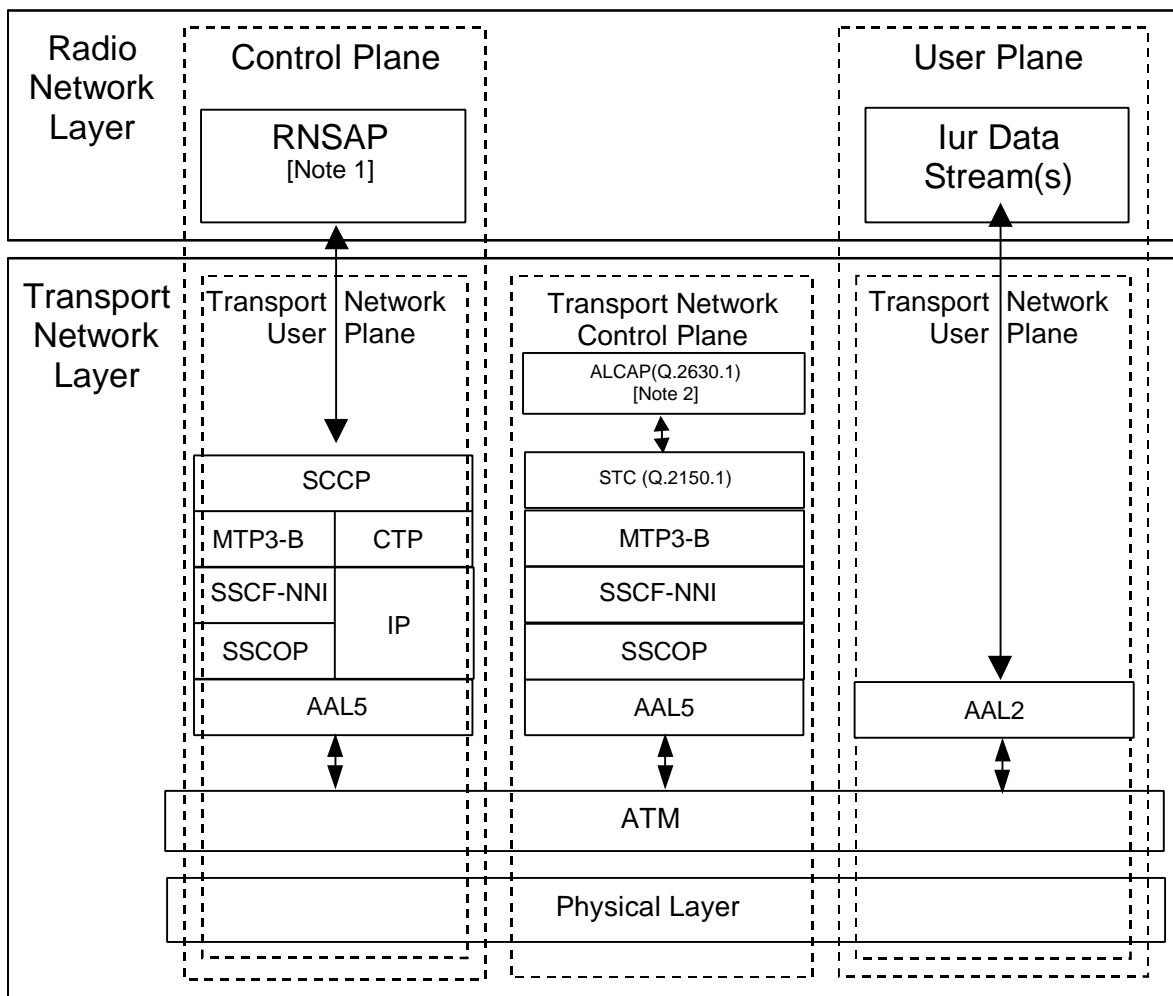 Radio
Network
Layer
Control Plane
RNSAP
[Note 1]
User Plane
Iur Data
Stream(s)
Transport
Network
Layer
Transport Network
User Plane
Transport Network
Control Plane
Transport Network
User Plane
ALCAP(Q.2630.1)
[Note 2]
SCCP
MTP3-B
CTP
SSCF-NNI
IP
SSCOP
AAL5
STC (Q.2150.1)
MTP3-B
SSCF-NNI
SSCOP
AAL5
AAL2
ATM
Physical Layer